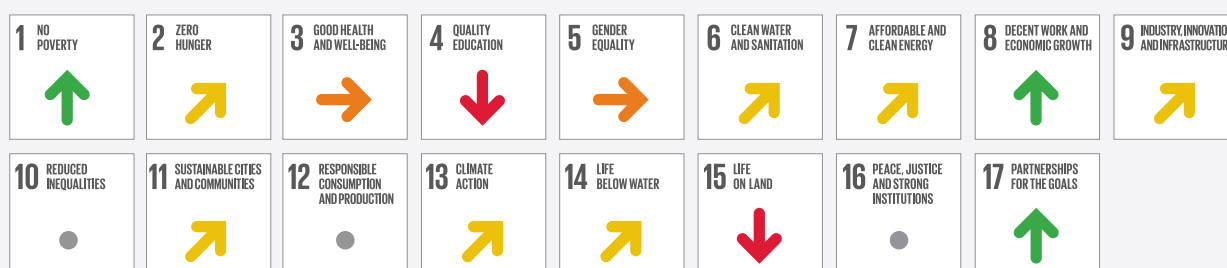 1 NO
POVERTY
2 ZERO
HUNGER
3 GOOD HEALTH
AND WELL-BEING
4 QUALITY
EDUCATION
5 GENDER
EQUALITY
6 CLEAN WATER
AND SANITATION
7 AFFORDABLE AND
CLEAN ENERGY
8 DECENT WORK AND
ECONOMIC GROWTH
9 INDUSTRY, INNOVATIO
AND INFRASTRUCTUR
10 REDUCED
INEQUALITIES
11 SUSTAINABLE CITIES
AND COMMUNITIES
12 RESPONSIBLE
CONSUMPTION
AND PRODUCTION
13 CLIMATE
ACTION
14 LIFE
BELOW WATER
15 LIFE
ON LAND
16 PEACE, JUSTICE
AND STRONG
INSTITUTIONS
17 PARTNERSHIPS
FOR THE GOALS